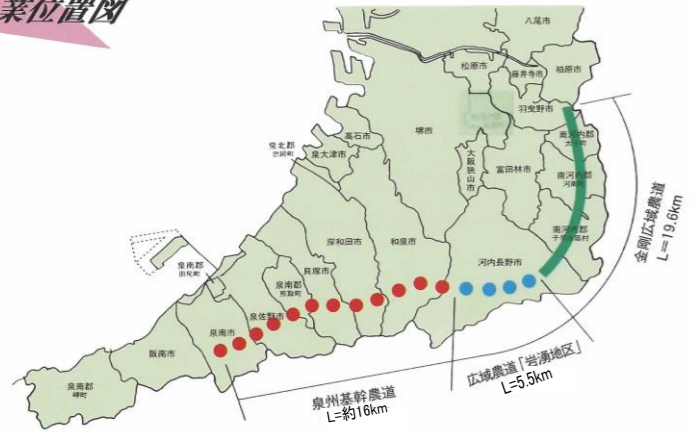 業位置図
八尾市
松原市
藤井寺市
柏原市
羽曳野市
堺市
高石市
泉大津市
泉北郡
忠岡町
大阪狭山市
富田林市
南河内郡
太子町
南河内郡
河南町
南河内郡
千早赤阪村
金剛広域農道
L=19.6km
和泉市
深和田市
貝塚市
河内長野市
泉南郡
熊取町
泉佐野市
泉南郡
田尻町
泉南市
阪南市
泉南郡
岬町
泉州基幹農道
L=約16km
広域農道「岩湧地区」
L=5.5km